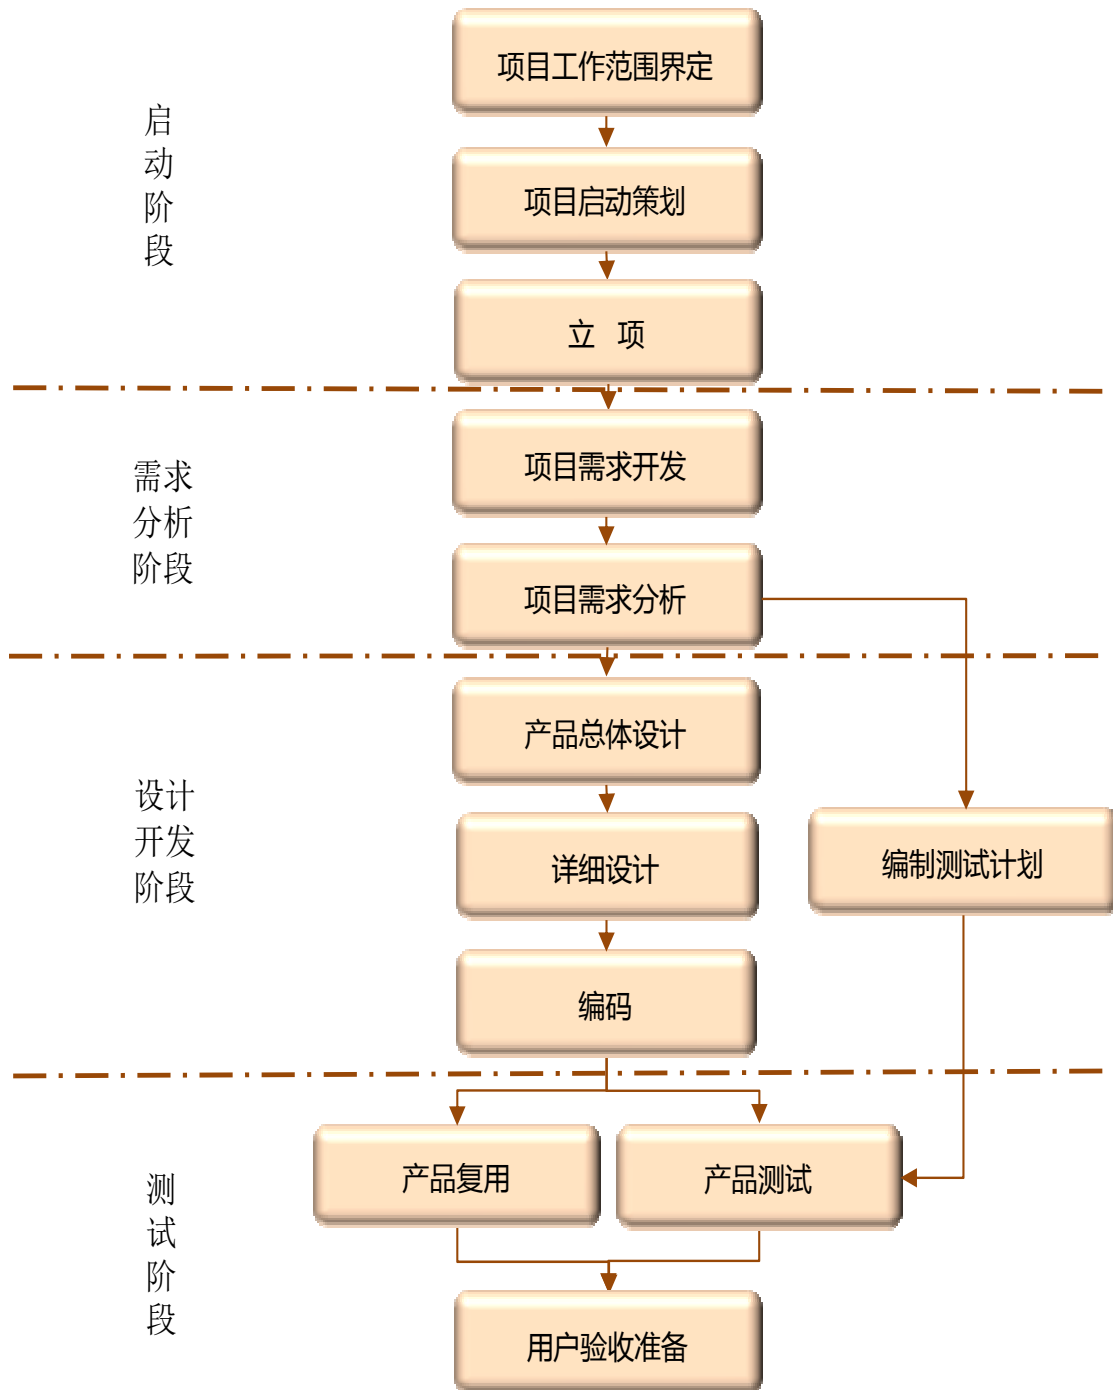 项目工作范围界定
启
动
阶
段
项目启动策划
立 项
需求
分析
阶段
项目需求开发
项目需求分析
设计
开发
阶段
产品总体设计
详细设计
编制测试计划
编码
测
试
阶
段
产品复用
产品测试
用户验收准备